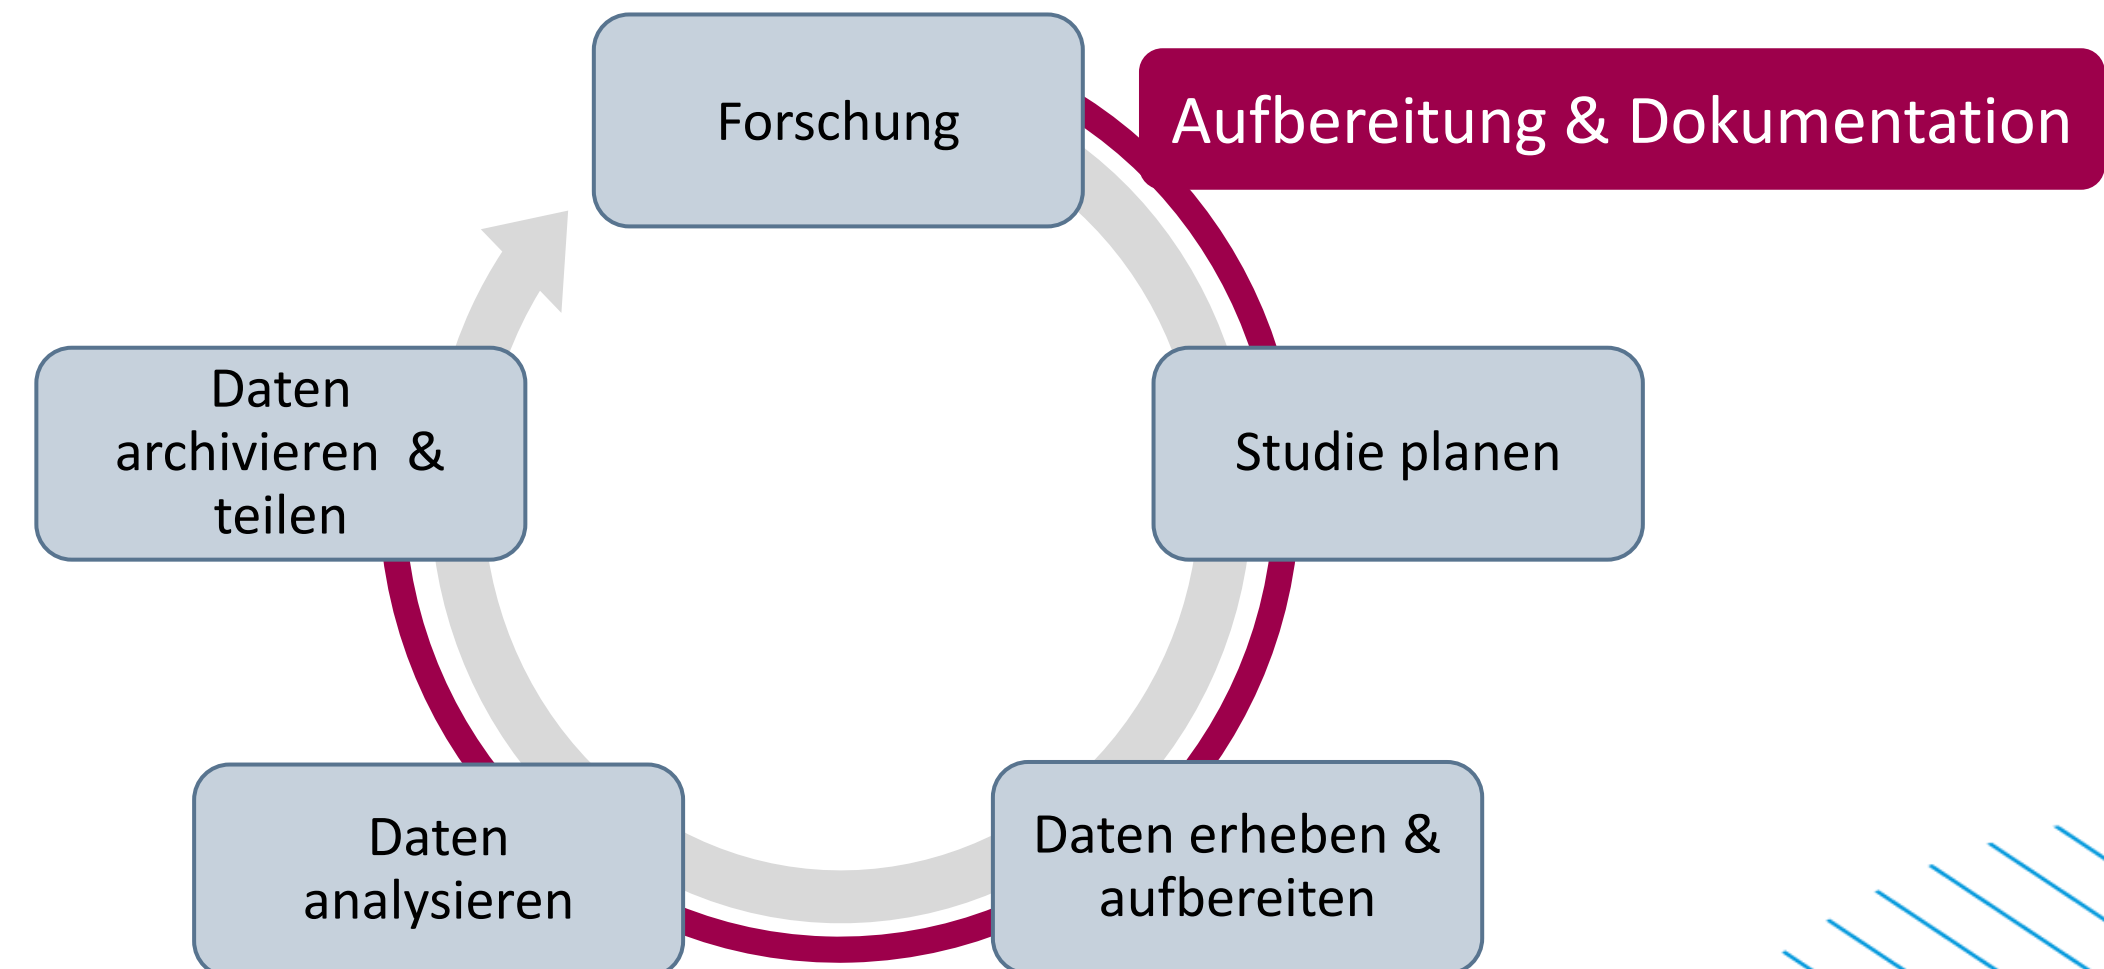 Forschung
Aufbereitung & Dokumentation
Studie planen
Daten erheben &
aufbereiten
Daten
analysieren
Daten
archivieren &
teilen